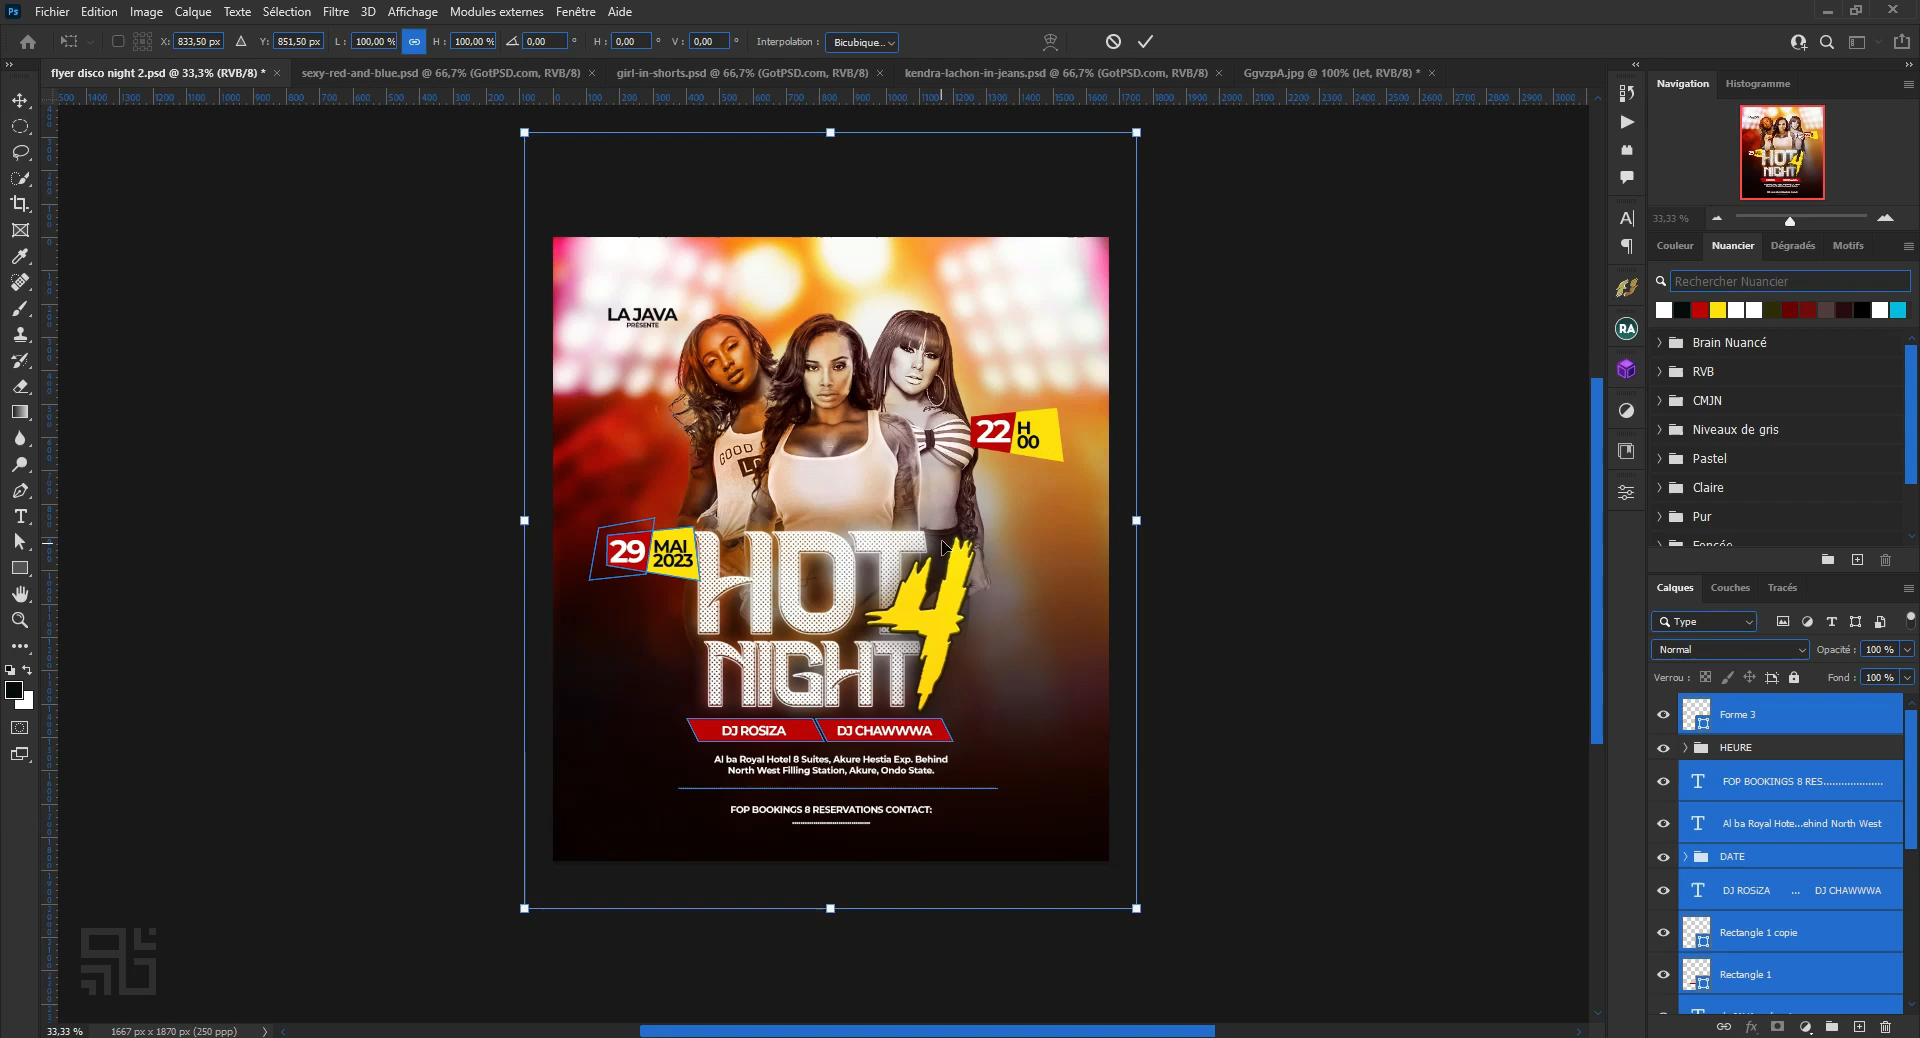 Ps Fichier Edition Image Calque Texte Sélection Filtre 3D Affichage Modules externes Fenêtre Aide
X: 833,50 px Y: 851,50 px L : 100,00 % H : 100,00 % 0,00 ° H : 0,00 ° V : 0,00 ° Interpolation : Bicubique...
flyer disco night 2.psd @ 33,3% (RVB/8) * × sexy-red-and-blue.psd @ 66,7% (GotPSD.com, RVB/8) × girl-in-shorts.psd @ 66,7% (GotPSD.com, RVB/8) × kendra-lachon-in-jeans.psd @ 66,7% (GotPSD.com, RVB/8) × GgvzpA.jpg @ 100% (let, RVB/8) * ×
Navigation Histogramme
33,33 %
Couleur Nuancier Dégradés Motifs
Rechercher Nuancier
Brain Nuancé
RVB
CMJN
Niveaux de gris
Pastel
Claire
Pur
Foncée
RA
Calques Couches Tracés
Type
Normal Opacité : 100 %
Verrou : Fond : 100 %
Forme 3
HEURE
FOP BOOKINGS 8 RES....................
Al ba Royal Hote...ehind North West
DATE
DJ ROSiZA ... DJ CHAWWWA
Rectangle 1 copie
Rectangle 1
LA JAVA
PRÉSENTE
GOOD
22 H
00
29 MAI
2023
HOT
4
NIGHT
DJ ROSIZA DJ CHAWWWA
Al ba Royal Hotel 8 Suites, Akure Hestia Exp. Behind
North West Filling Station, Akure, Ondo State.
FOP BOOKINGS 8 RESERVATIONS CONTACT:
33,33 % 1667 px x 1870 px (250 ppp)